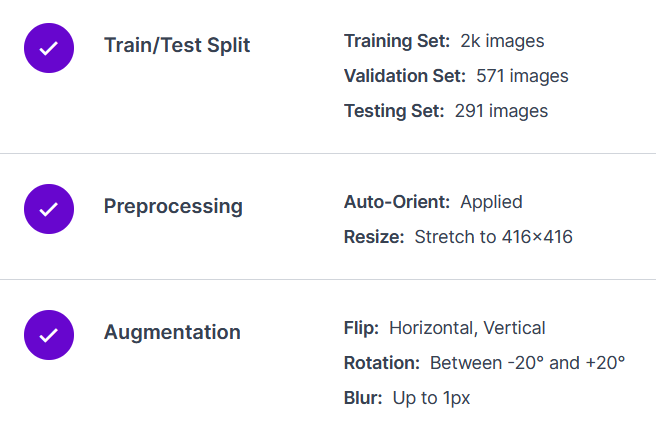 Train/Test Split
Training Set: 2k images
Validation Set: 571 images
Testing Set: 291 images
Preprocessing
Auto-Orient: Applied
Resize: Stretch to 416×416
Augmentation
Flip: Horizontal, Vertical
Rotation: Between -20° and +20°
Blur: Up to 1px